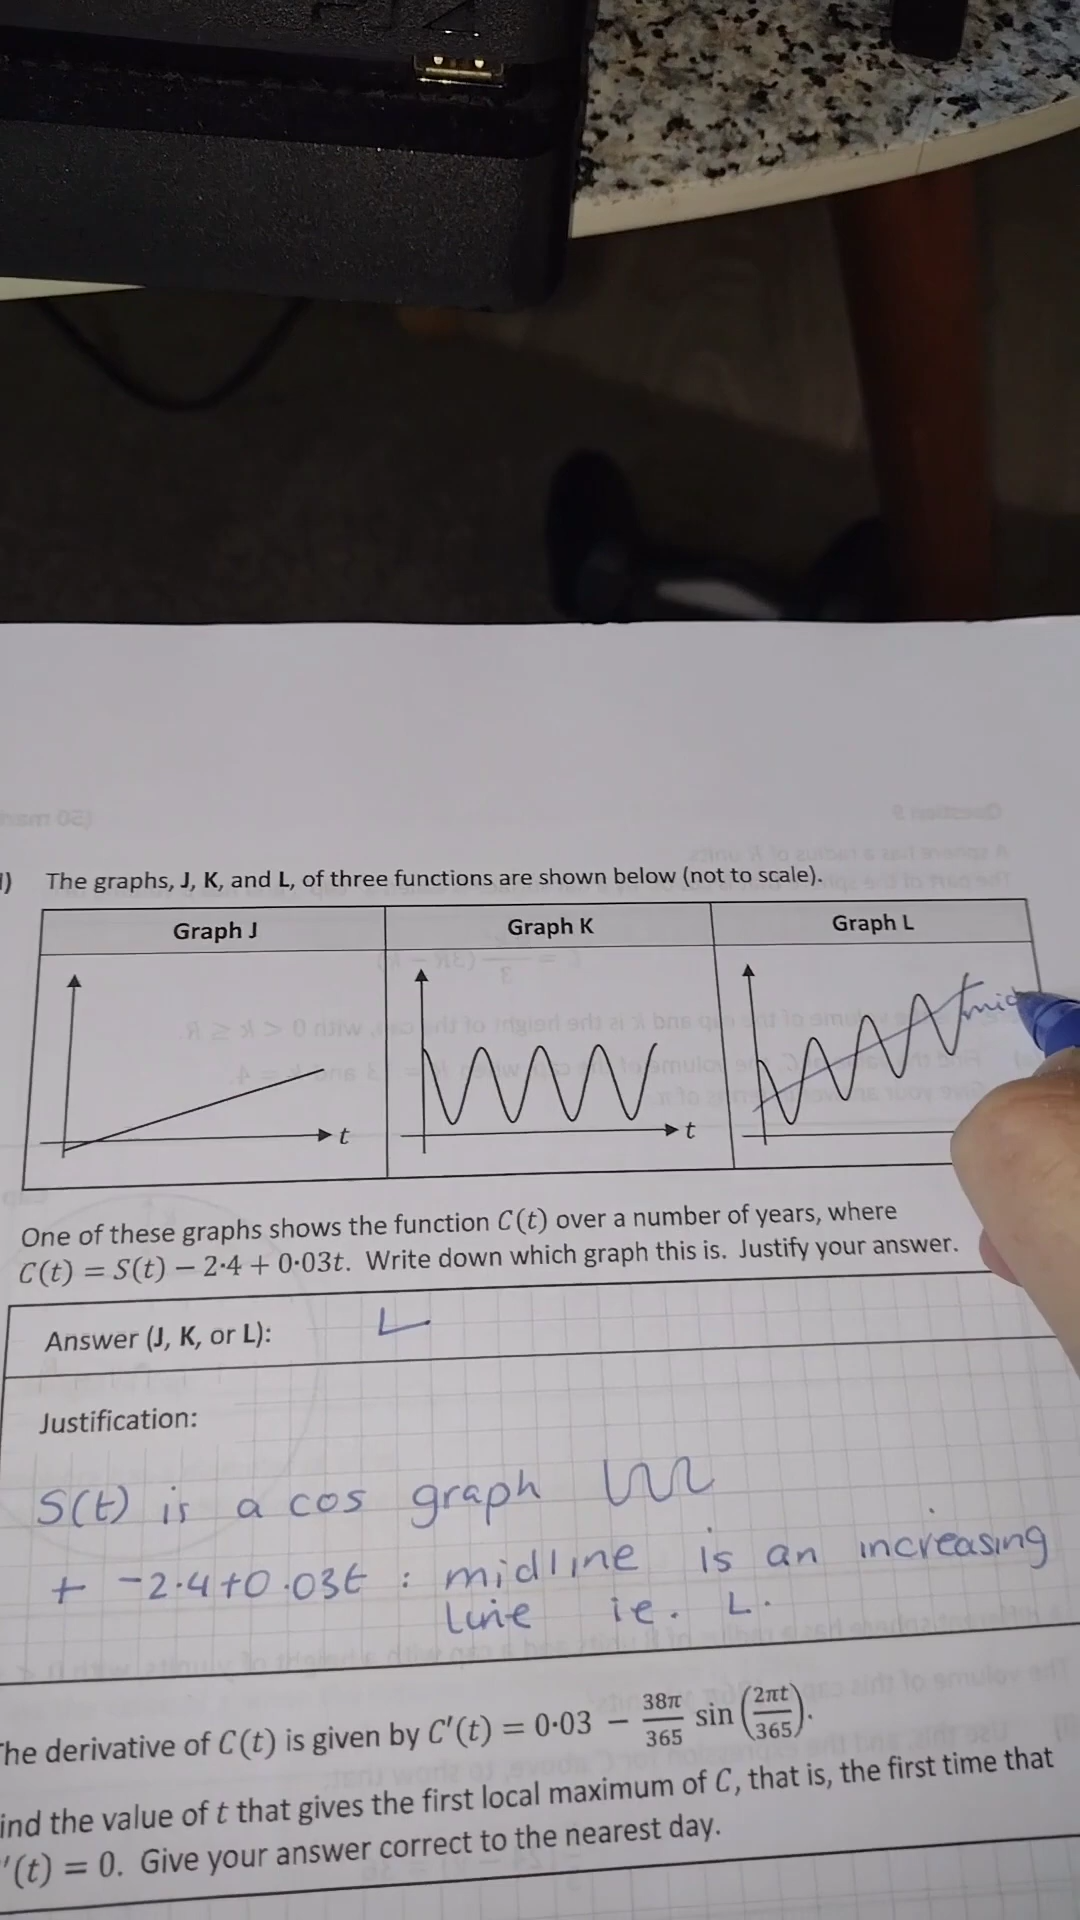 The graphs, J, K, and L, of three functions are shown below (not to scale).
Graph J
Graph K
Graph L
t
t
One of these graphs shows the function C(t) over a number of years, where
C(t) = S(t) − 2·4 + 0·03t. Write down which graph this is. Justify your answer.
Answer (J, K, or L): L
Justification:
S(t) is a cos graph
+ −2.4+0.03t : midline is an increasing
line ie. L.
The derivative of C(t) is given by C′(t) = 0·03 − 38π/365 sin(2πt/365).
ind the value of t that gives the first local maximum of C, that is, the first time that
′(t) = 0. Give your answer correct to the nearest day.